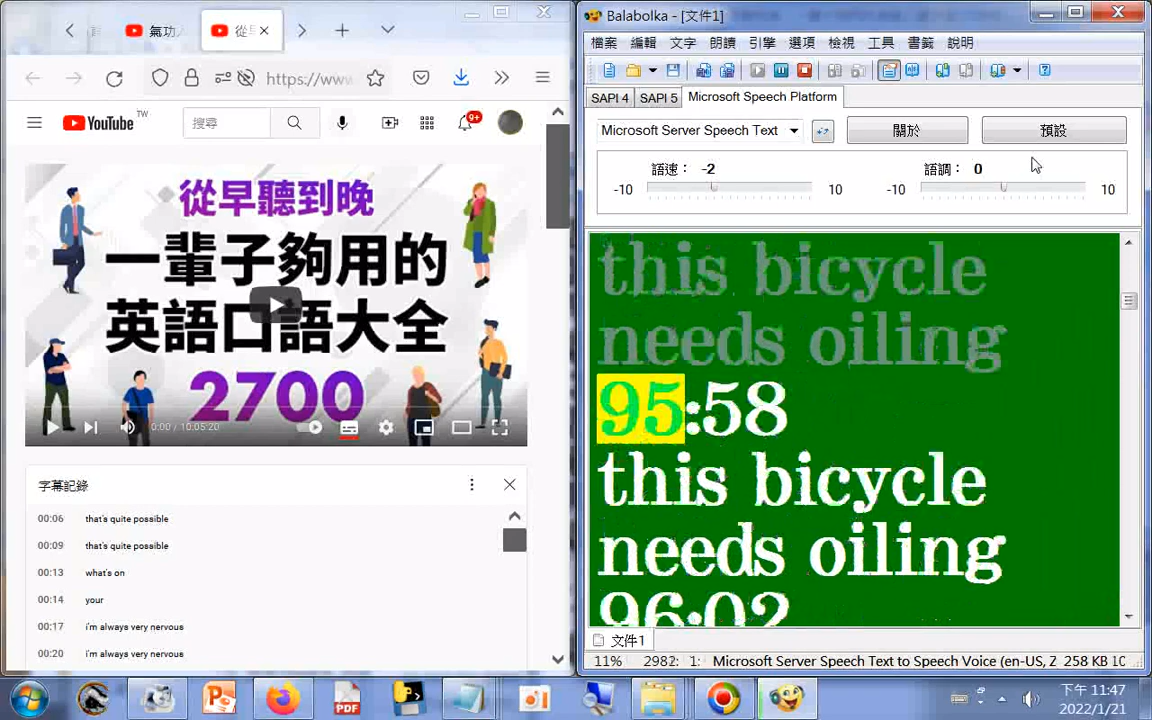 氣功
從
https://www
YouTube TW
搜尋
9+
從早聽到晚
一輩子夠用的
英語口語大全
2700
0:00 / 10:05:20
字幕記錄
00:06 that's quite possible
00:09 that's quite possible
00:13 what's on
00:14 your
00:17 i'm always very nervous
00:20 i'm always very nervous
Balabolka - [文件1]
檔案 編輯 文字 朗讀 引擎 選項 檢視 工具 書籤 說明
SAPI 4 SAPI 5 Microsoft Speech Platform
Microsoft Server Speech Text 關於 預設
語速： -2 語調： 0
-10 10 -10 10
this bicycle
needs oiling
95:58
this bicycle
needs oiling
96:02
文件1
11% 2982: 1: Microsoft Server Speech Text to Speech Voice (en-US, Z 258 KB 10
PDF
下午 11:47
2022/1/21